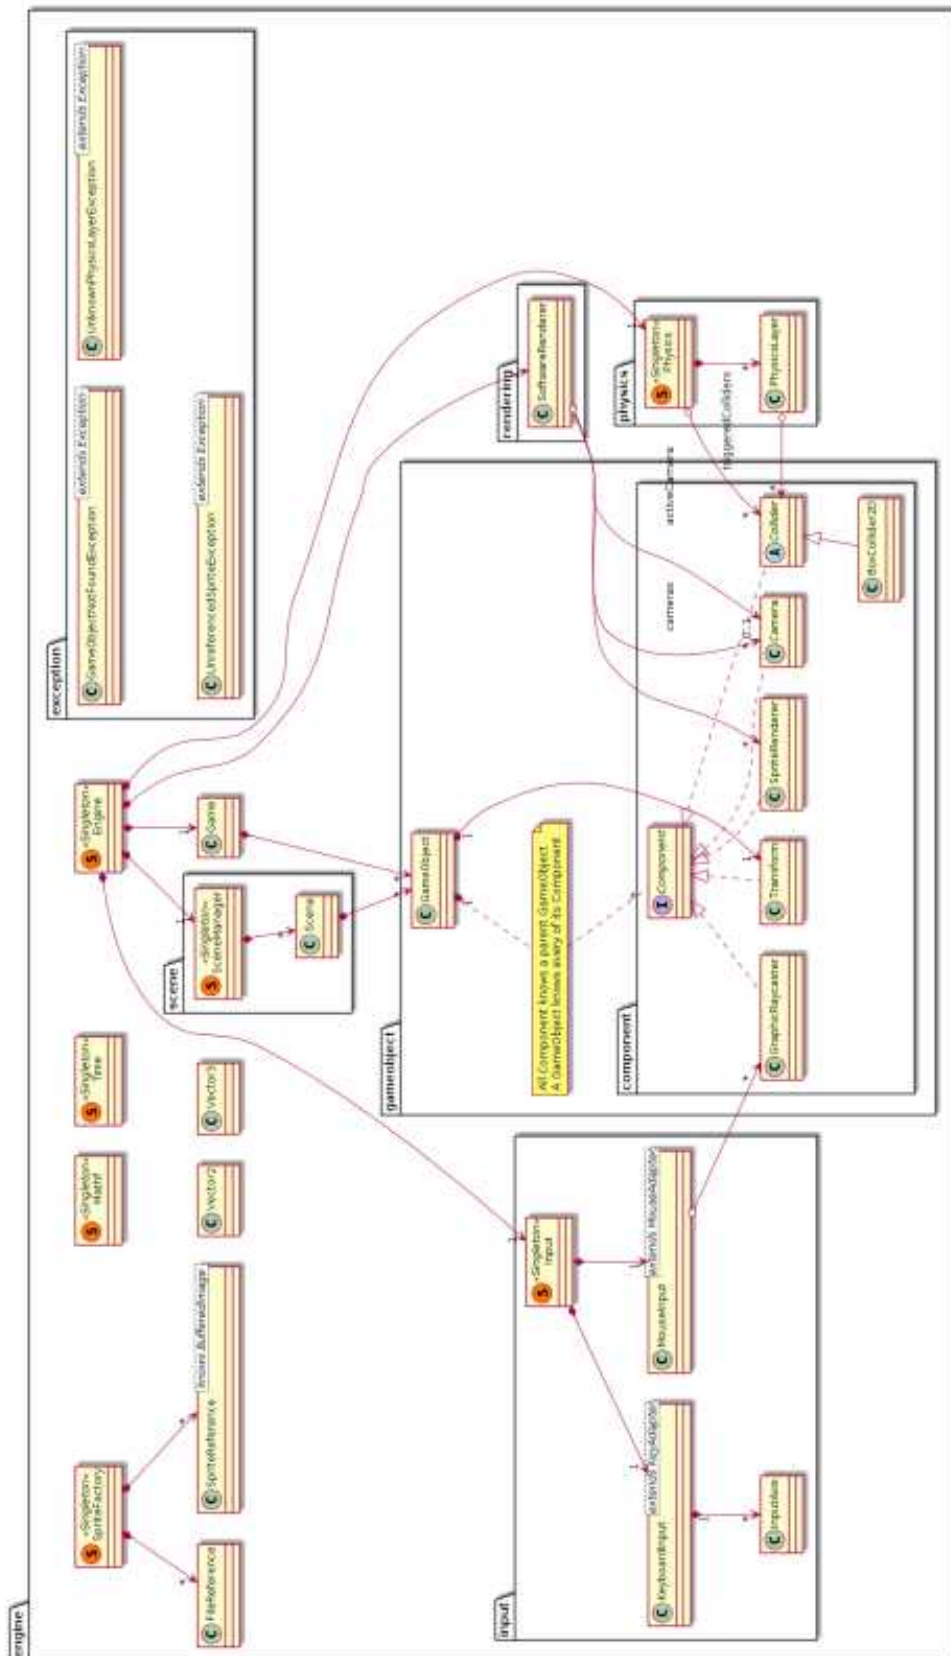 engine
«Singleton»
SpriteFactory
«Singleton»
Mathf
«Singleton»
Time
«Singleton»
Engine
exception
GameObjectNotFoundException
extends Exception
UnknownPhysicsLayerException
extends Exception
UnreferencedSpriteException
extends Exception
FileReference
SpriteReference
knows BufferedImage
Vector2
Vector3
Game
scene
«Singleton»
SceneManager
Scene
gameobject
GameObject
All Component knows a parent GameObject.
A GameObject knows every of its Component
component
Component
GraphicRaycaster
Transform
SpriteRenderer
Camera
Collider
BoxCollider2D
cameras
activeCamera
triggeredColliders
rendering
SoftwareRenderer
physics
«Singleton»
Physics
PhysicsLayer
input
«Singleton»
Input
KeyboardInput
extends KeyAdapter
MouseInput
extends MouseAdapter
InputAxis